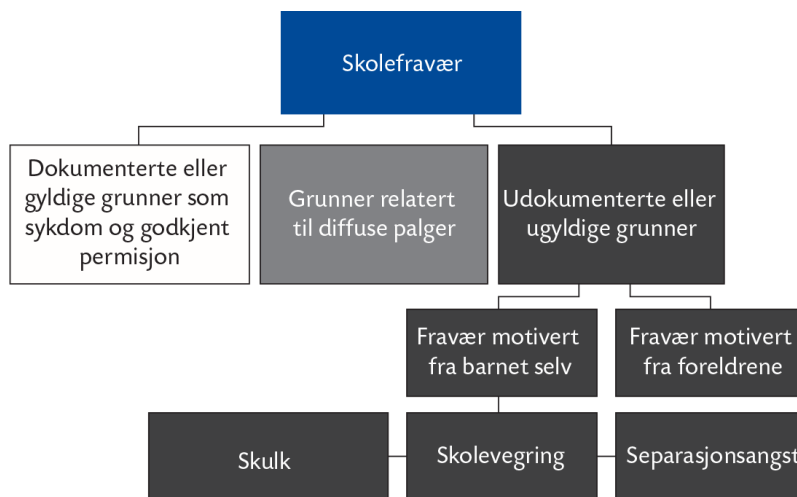 Skolefravær
Dokumenterte eller
gyldige grunner som
sykdom og godkjent
permisjon
Grunner relatert
til diffuse palger
Udokumenterte eller
ugyldige grunner
Fravær motivert
fra barnet selv
Fravær motivert
fra foreldrene
Skulk
Skolevegring
Separasjonsangst